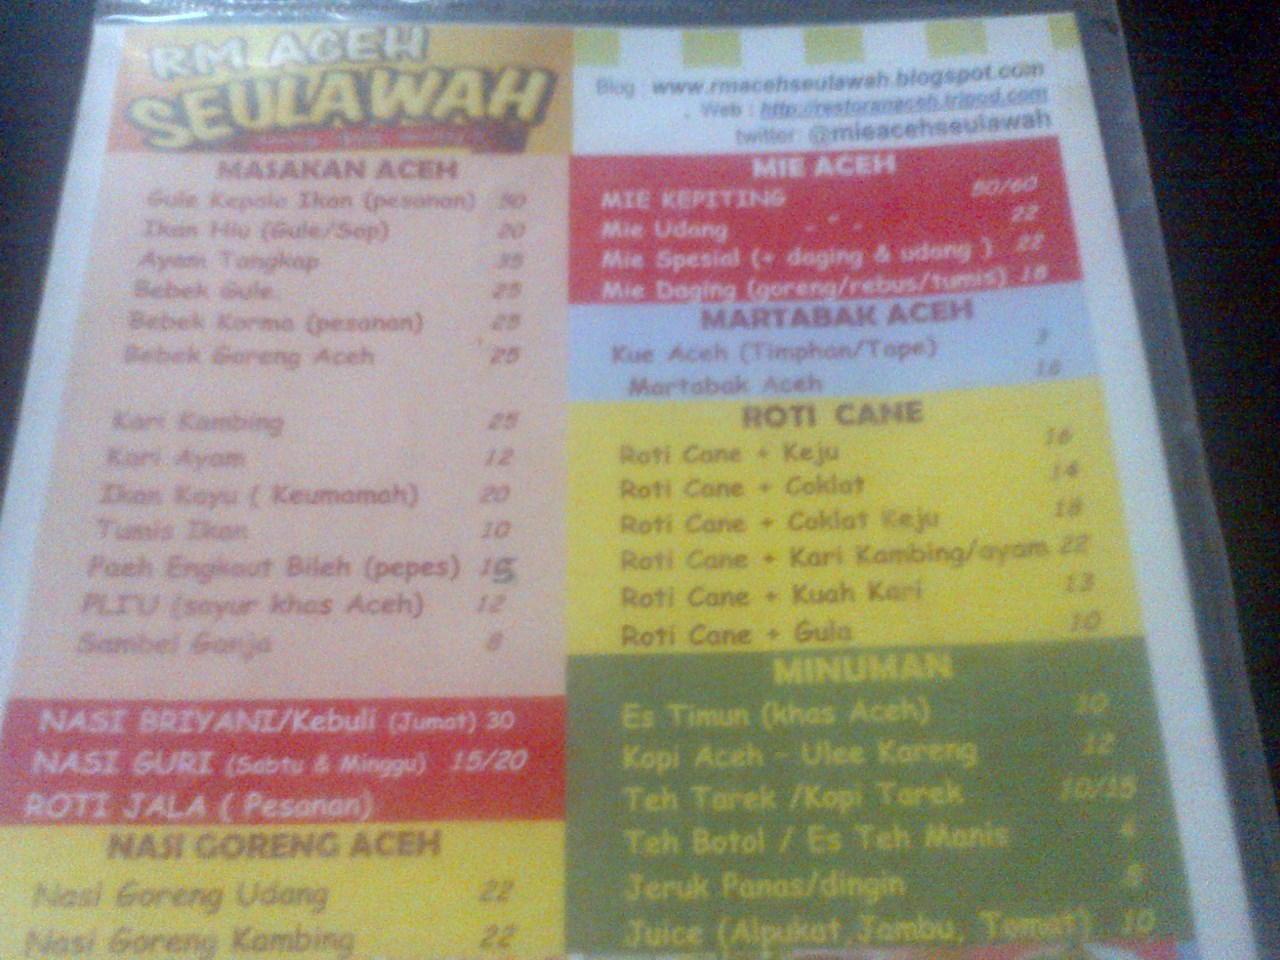 RM ACEH
SEULAWAH
Blog : www.rmacehseulawah.blogspot.com
Web : http://restoranaceh.tripod.com
twitter: @mieacehseulawah
MASAKAN ACEH
Gule Kepala Ikan (pesanan) 50
Ikan Hiu (Gule/Sop) 20
Ayam Tangkap 35
Bebek Gule 25
Bebek Korma (pesanan) 25
Bebek Goreng Aceh 25
Kari Kambing 25
Kari Ayam 12
Ikan Kayu ( Keumamah) 20
Tumis Ikan 10
Paeh Engkout Bileh (pepes) 15
PLI'U (sayur khas Aceh) 12
Sambel Ganja 8
NASI BRIYANI/Kebuli (Jumat) 30
NASI GURI (Sabtu & Minggu) 15/20
ROTI JALA ( Pesanan)
NASI GORENG ACEH
Nasi Goreng Udang 22
Nasi Goreng Kambing 22
MIE ACEH
MIE KEPITING 50/60
Mie Udang 22
Mie Spesial (+ daging & udang ) 22
Mie Daging (goreng/rebus/tumis) 18
MARTABAK ACEH
Kue Aceh (Timphan/Tape) 3
Martabak Aceh
ROTI CANE
Roti Cane + Keju 16
Roti Cane + Coklat 14
Roti Cane + Coklat Keju 18
Roti Cane + Kari Kambing/ayam 22
Roti Cane + Kuah Kari 13
Roti Cane + Gula 10
MINUMAN
Es Timun (khas Aceh) 10
Kopi Aceh - Ulee Kareng 12
Teh Tarek /Kopi Tarek 10/15
Teh Botol / Es Teh Manis 4
Jeruk Panas/dingin
Juice (Alpukat,Jambu, Tomat) 10